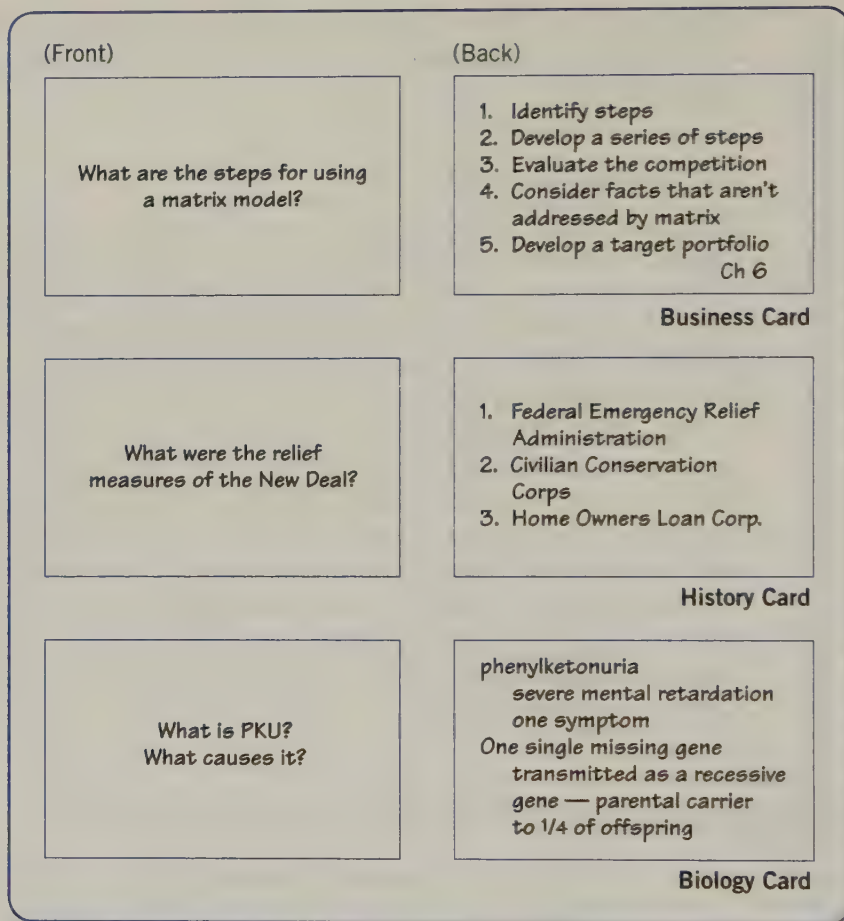 (Front)
(Back)
What are the steps for using
a matrix model?
1. Identify steps
2. Develop a series of steps
3. Evaluate the competition
4. Consider facts that aren't
addressed by matrix
5. Develop a target portfolio
Ch 6
Business Card
What were the relief
measures of the New Deal?
1. Federal Emergency Relief
Administration
2. Civilian Conservation
Corps
3. Home Owners Loan Corp.
History Card
What is PKU?
What causes it?
phenylketonuria
severe mental retardation
one symptom
One single missing gene
transmitted as a recessive
gene — parental carrier
to 1/4 of offspring
Biology Card